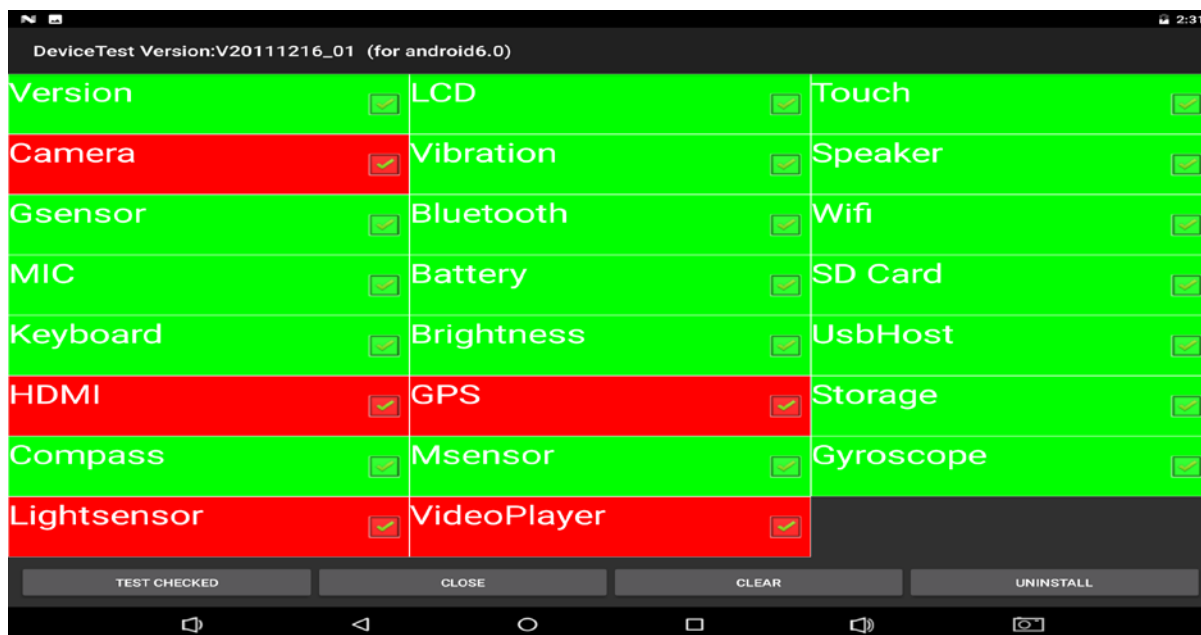 2:31
DeviceTest Version:V20111216_01 (for android6.0)
Version LCD Touch
Camera Vibration Speaker
Gsensor Bluetooth Wifi
MIC Battery SD Card
Keyboard Brightness UsbHost
HDMI GPS Storage
Compass Msensor Gyroscope
Lightsensor VideoPlayer
TEST CHECKED CLOSE CLEAR UNINSTALL